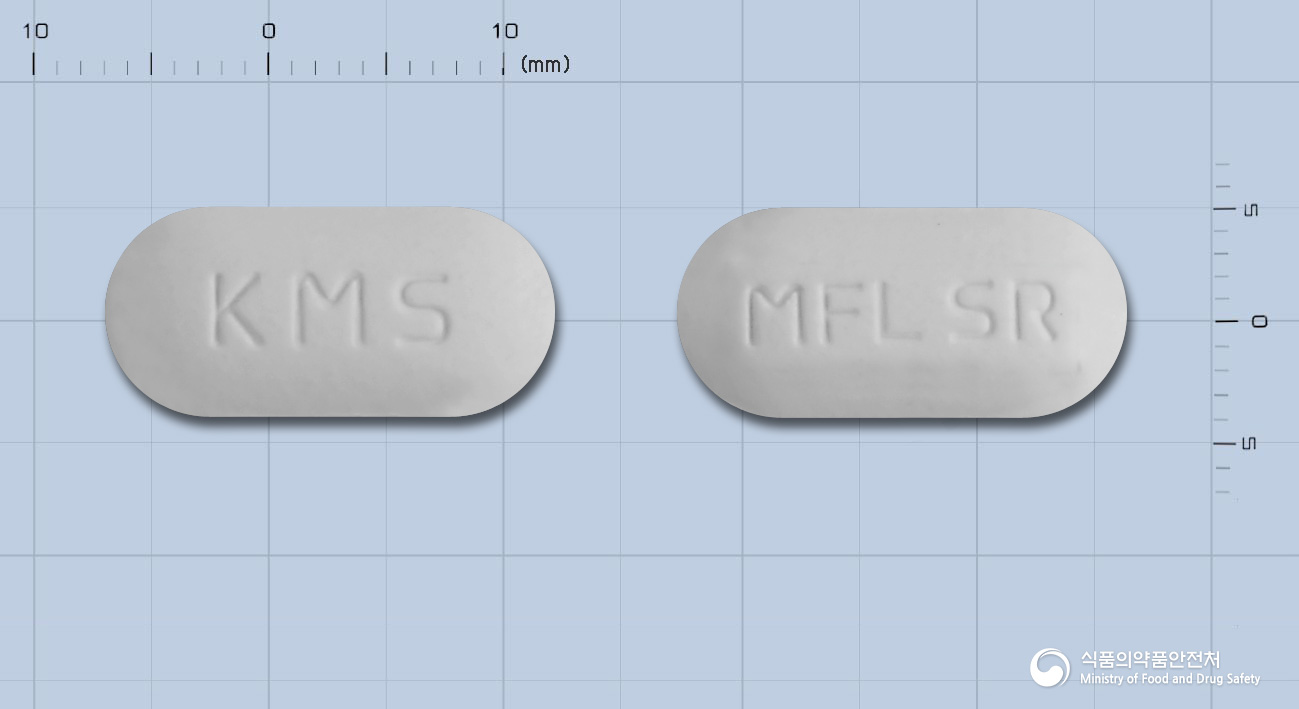 10 0 10
(mm)
KMS
MFL SR
5
0
5
식품의약품안전처
Ministry of Food and Drug Safety